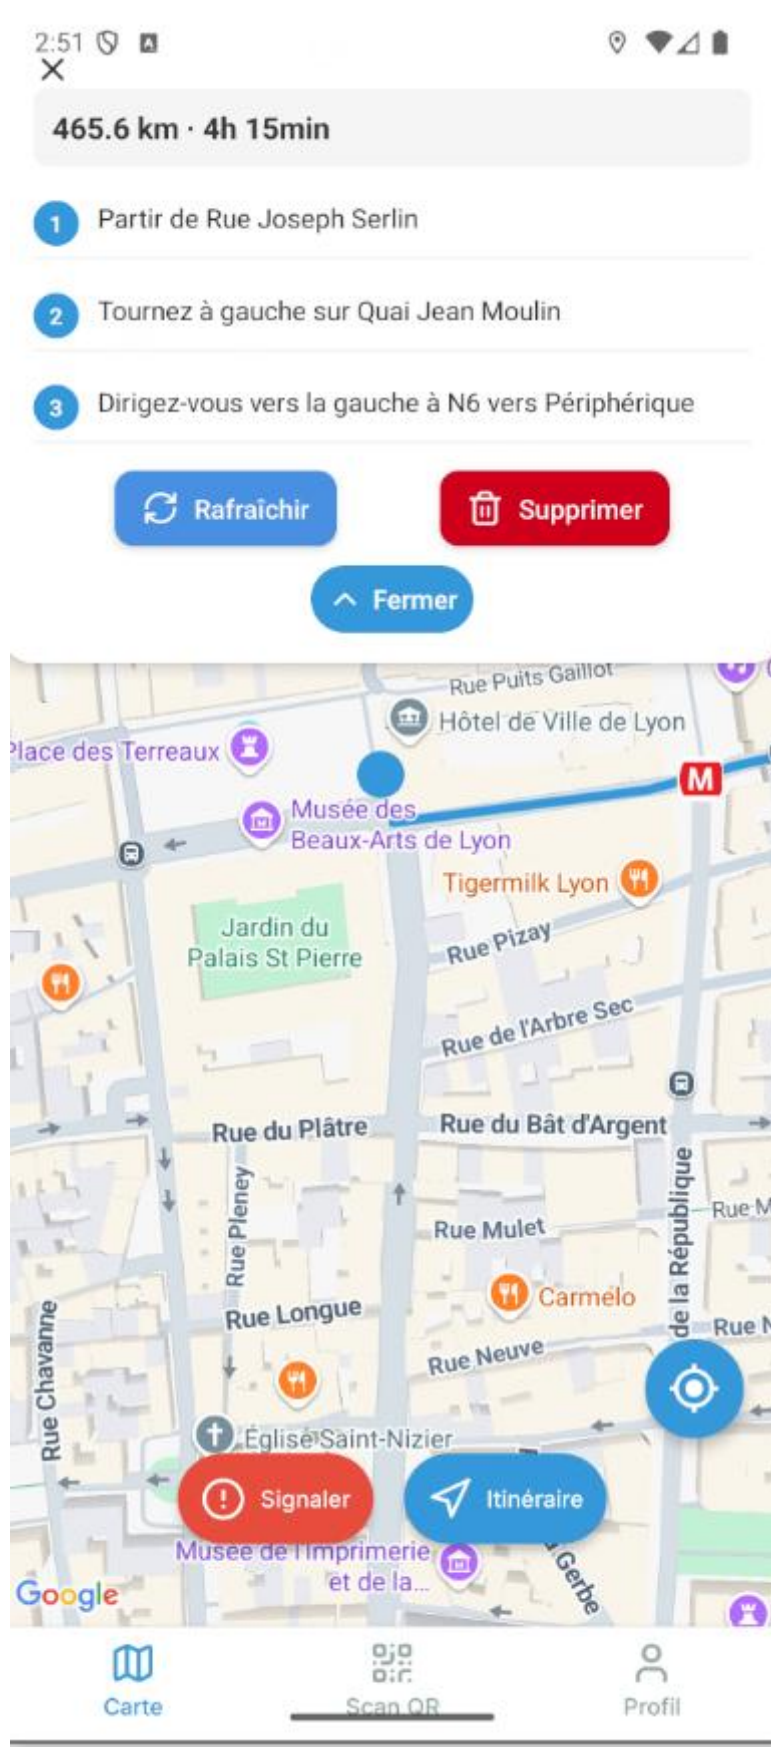 2:51
465.6 km · 4h 15min
1 Partir de Rue Joseph Serlin
2 Tournez à gauche sur Quai Jean Moulin
3 Dirigez-vous vers la gauche à N6 vers Périphérique
Rafraîchir
Supprimer
Fermer
Rue Puits Gaillot
Hôtel de Ville de Lyon
Place des Terreaux
M
Musée des
Beaux-Arts de Lyon
Tigermilk Lyon
Jardin du
Palais St Pierre
Rue Pizay
Rue de l'Arbre Sec
Rue du Plâtre
Rue du Bât d'Argent
Rue Pleney
de la République
Rue M
Rue Mulet
Carmelo
Rue Longue
Rue N
Rue Neuve
Rue Chavanne
Église Saint-Nizier
Signaler
Itinéraire
Musée de l'Imprimerie
et de la...
Gerbe
Google
Carte
Scan QR
Profil